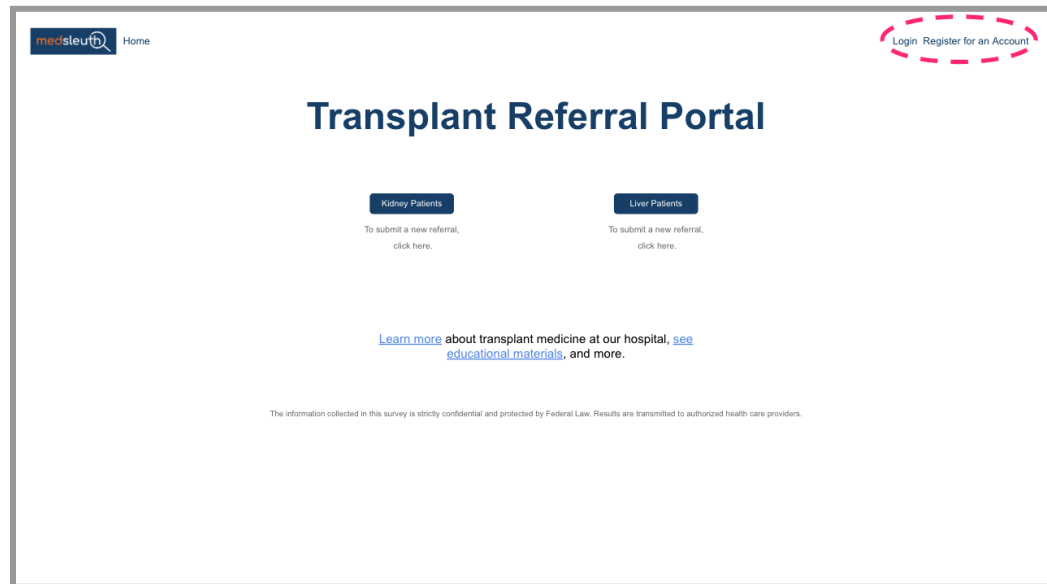 medsleuth Home Login Register for an Account
Transplant Referral Portal
Kidney Patients
To submit a new referral,
click here.
Liver Patients
To submit a new referral,
click here.
Learn more about transplant medicine at our hospital, see
educational materials, and more.
The information collected in this survey is strictly confidential and protected by Federal Law. Results are transmitted to authorized health care providers.